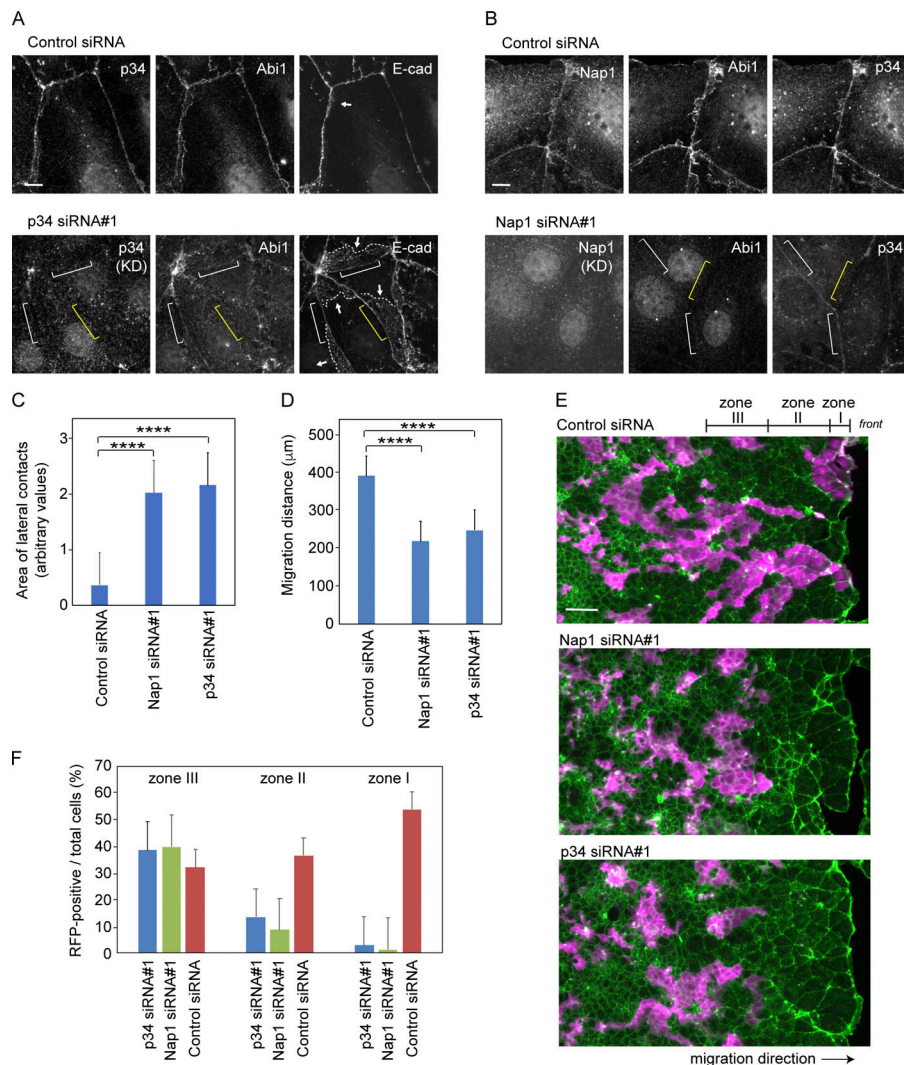 A
Control siRNA
p34
Abi1
E-cad
p34 siRNA#1
p34
(KD)
Abi1
E-cad
B
Control siRNA
Nap1
Abi1
p34
Nap1 siRNA#1
Nap1
(KD)
Abi1
p34
C
Area of lateral contacts
(arbitrary values)
3
2
1
0
****
****
Control siRNA
Nap1 siRNA#1
p34 siRNA#1
D
Migration distance (μm)
500
400
300
200
100
0
****
****
Control siRNA
Nap1 siRNA#1
p34 siRNA#1
E
Control siRNA
zone
III
zone
II
zone
I
front
Nap1 siRNA#1
p34 siRNA#1
migration direction
F
RFP-positive / total cells (%)
70
60
50
40
30
20
10
0
zone III
zone II
zone I
p34 siRNA#1
Nap1 siRNA#1
Control siRNA
p34 siRNA#1
Nap1 siRNA#1
Control siRNA
p34 siRNA#1
Nap1 siRNA#1
Control siRNA